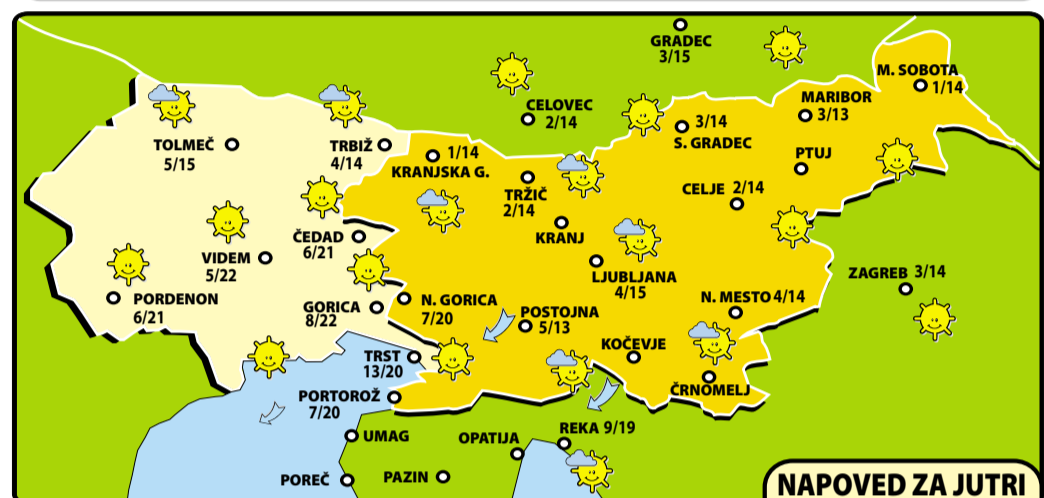 GRADEC
3/15
M. SOBOTA
1/14
CELOVEC
2/14
MARIBOR
3/13
3/14
S. GRADEC
TOLMEČ
5/15
TRBIŽ
4/14
1/14
KRANJSKA G.
PTUJ
TRŽIČ
2/14
CELJE 2/14
KRANJ
ČEDAD
6/21
VIDEM
5/22
LJUBLJANA
4/15
ZAGREB 3/14
PORDENON
6/21
GORICA
8/22
N. GORICA
7/20
POSTOJNA
5/13
N. MESTO 4/14
KOČEVJE
TRST
13/20
ČRNOMELJ
PORTOROŽ
7/20
UMAG
OPATIJA
REKA 9/19
POREČ
PAZIN
NAPOVED ZA JUTRI